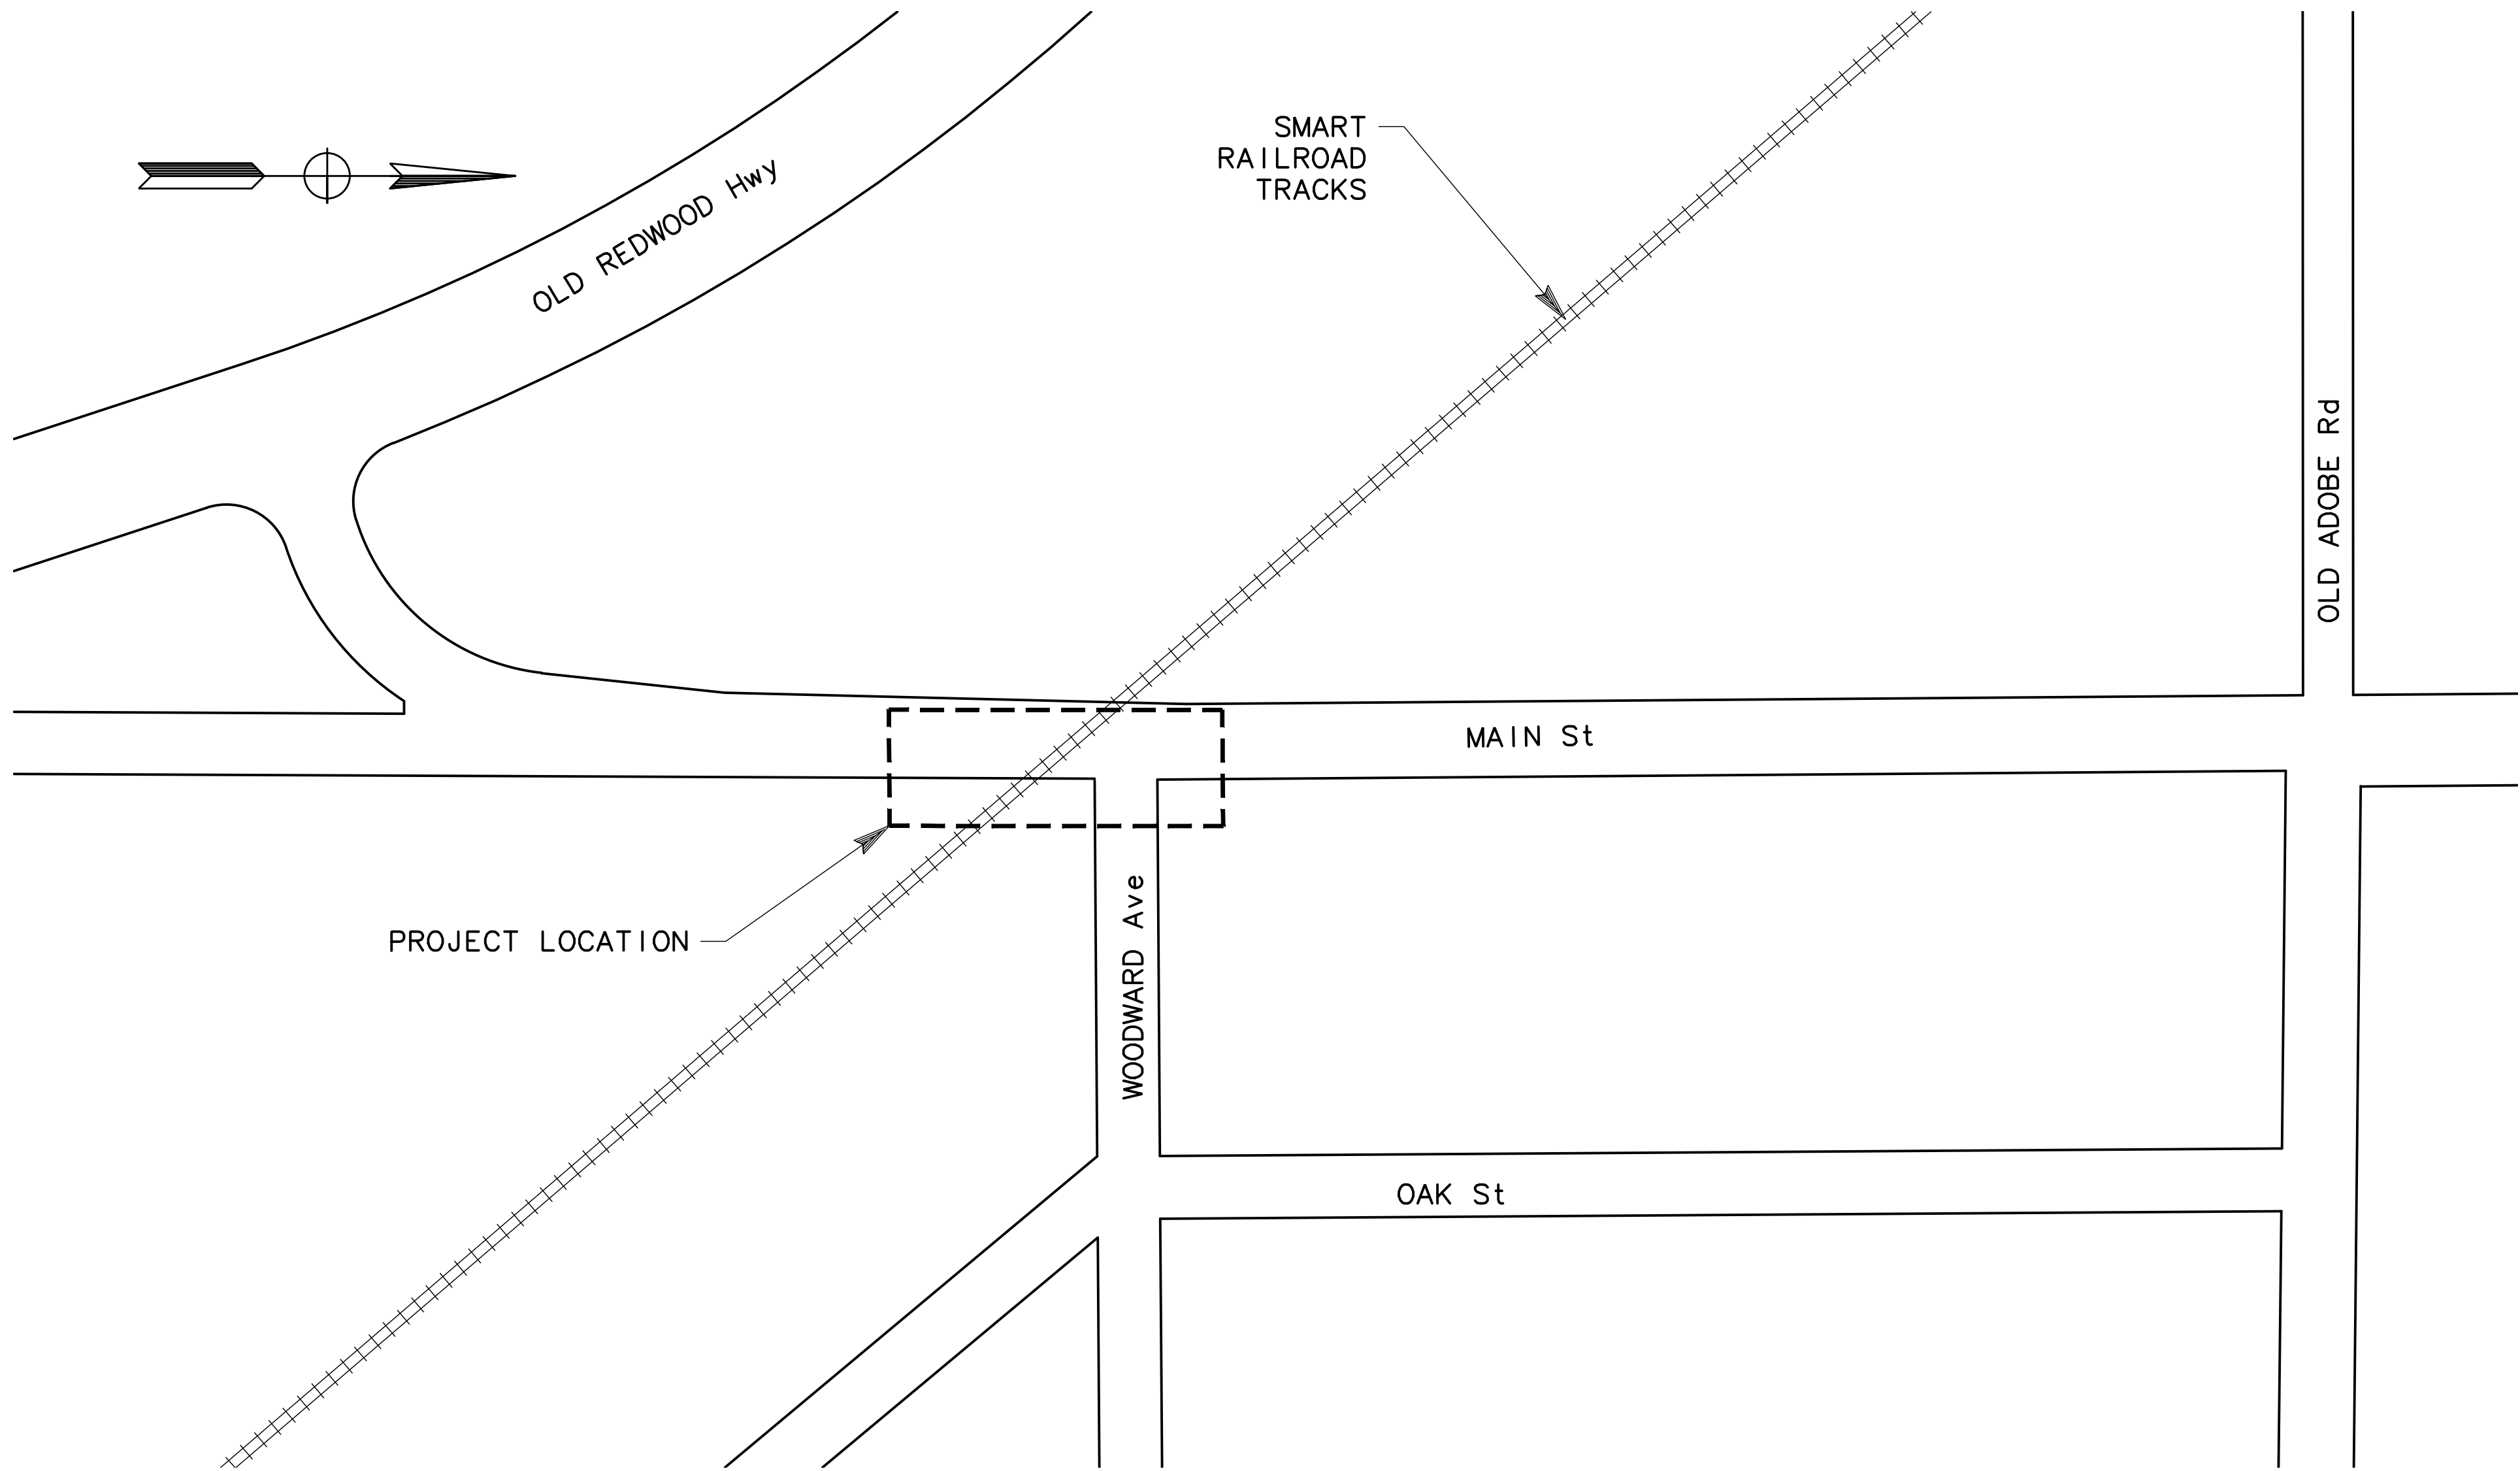 OLD REDWOOD Hwy
SMART
RAILROAD
TRACKS
OLD ADOBE Rd
MAIN St
PROJECT LOCATION
WOODWARD Ave
OAK St